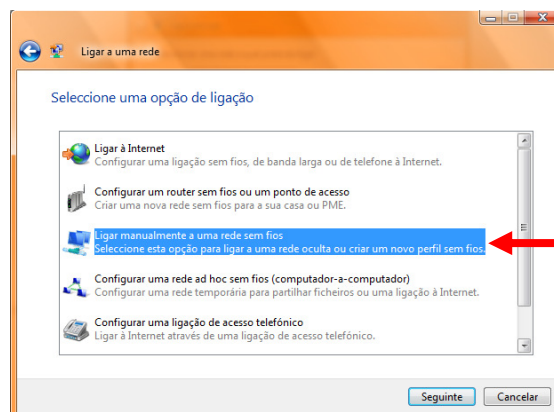 Ligar a uma rede
Seleccione uma opção de ligação
Ligar à Internet
Configurar uma ligação sem fios, de banda larga ou de telefone à Internet.
Configurar um router sem fios ou um ponto de acesso
Criar uma nova rede sem fios para a sua casa ou PME.
Ligar manualmente a uma rede sem fios
Seleccione esta opção para ligar a uma rede oculta ou criar um novo perfil sem fios.
Configurar uma rede ad hoc sem fios (computador-a-computador)
Configurar uma rede temporária para partilhar ficheiros ou uma ligação à Internet.
Configurar uma ligação de acesso telefónico
Ligar à Internet através de uma ligação de acesso telefónico.
Seguinte Cancelar